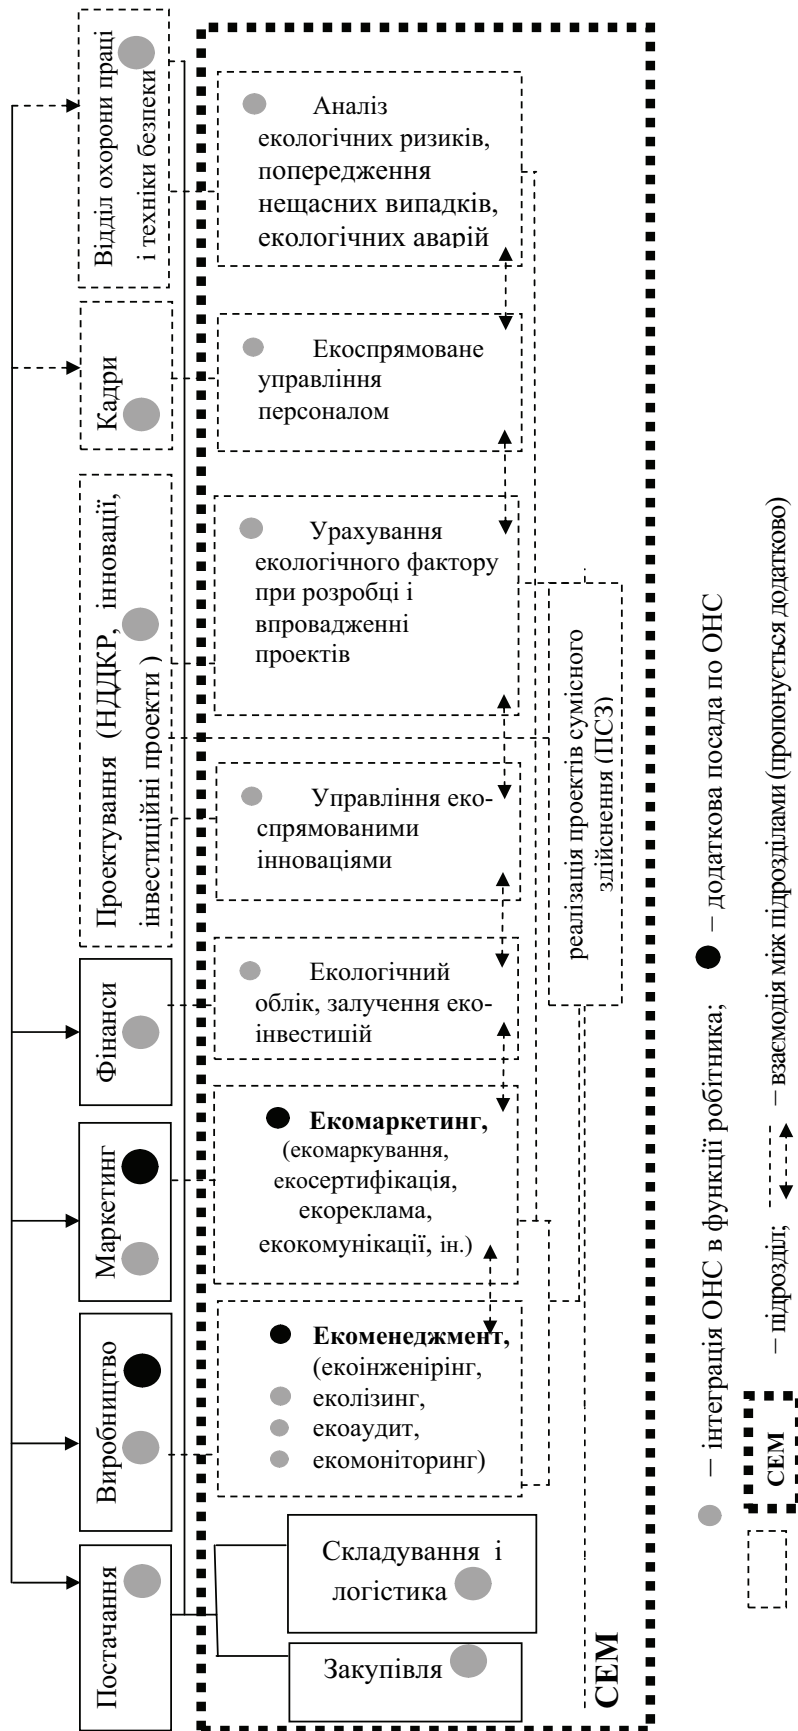 Відділ охорони праці
і техніки безпеки
Кадри
Проектування (НДДКР, інновації,
інвестиційні проекти )
Фінанси
Маркетинг
Виробництво
Постачання
Аналіз
екологічних ризиків,
попередження
нещасних випадків,
екологічних аварій
Екоспрямоване
управління
персоналом
Урахування
екологічного фактору
при розробці і
впровадженні
проектів
Управління еко-
спрямованими
інноваціями
Екологічний
облік, залучення еко-
інвестицій
Екомаркетинг,
(екомаркування,
екосертифікація,
екореклама,
екокомунікації, ін.)
Екоменеджмент,
(екоінженірінг,
еколізинг,
екоаудит,
екомоніторинг)
Складування і
логістика
Закупівля
реалізація проектів сумісного
здійснення (ПСЗ)
СЕМ
– інтеграція ОНС в функції робітника;
– додаткова посада по ОНС
СЕМ
– підрозділ;
– взаємодія між підрозділами (пропонується додатково)